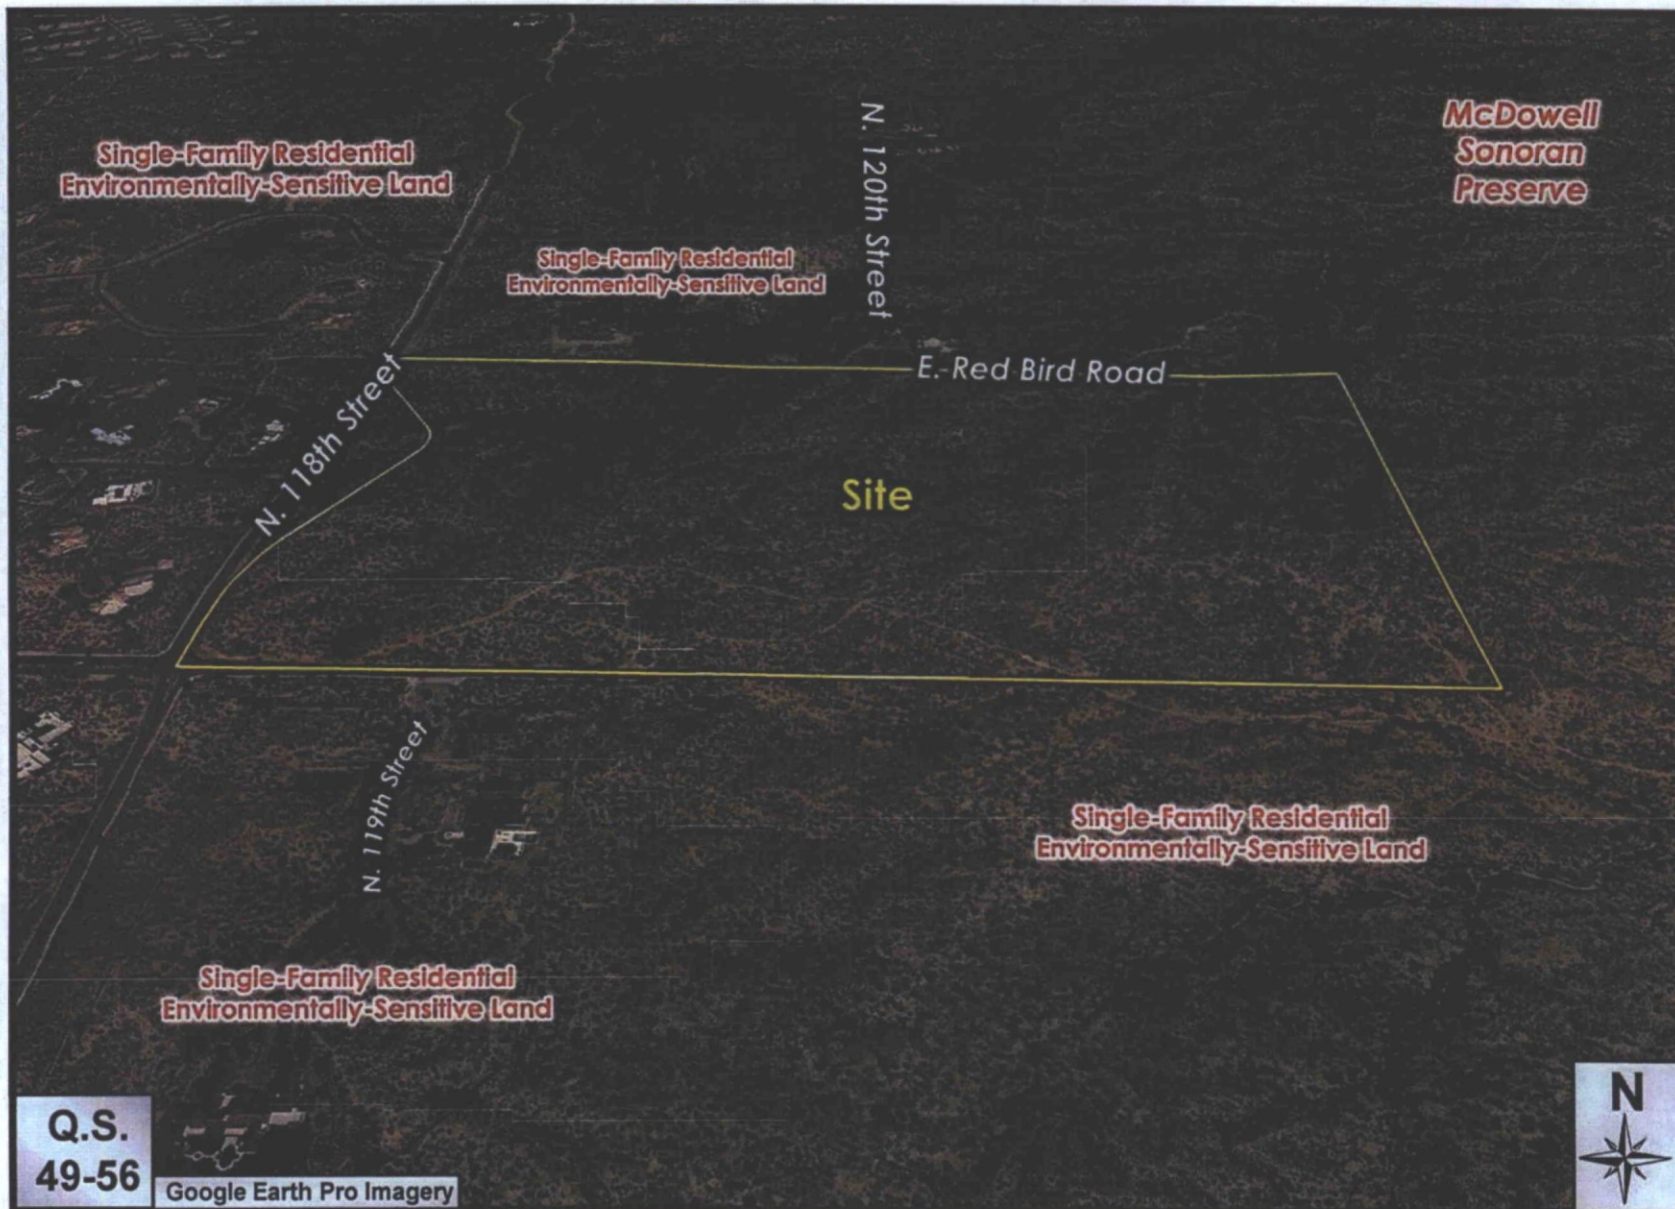 McDowell
Sonoran
Preserve
Single-Family Residential
Environmentally-Sensitive Land
N. 120th Street
Single-Family Residential
Environmentally-Sensitive Land
N. 118th Street
E. Red Bird Road
Site
N. 119th Street
Single-Family Residential
Environmentally-Sensitive Land
Single-Family Residential
Environmentally-Sensitive Land
Q.S.
49-56
Google Earth Pro Imagery
N